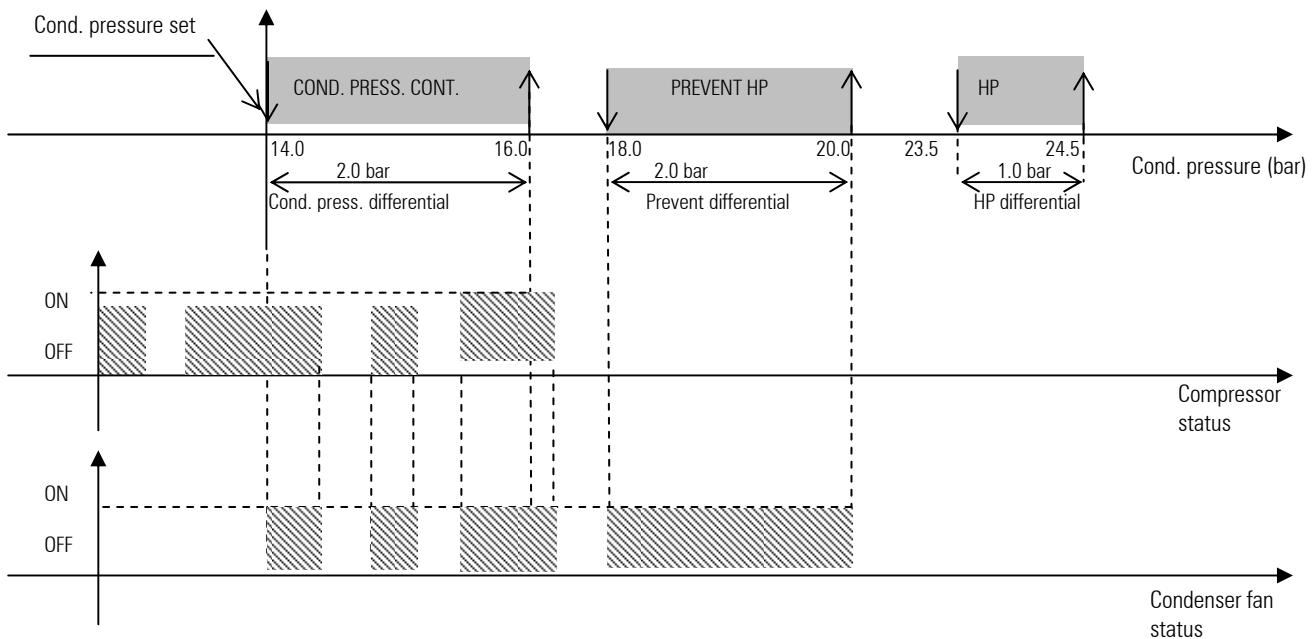 Cond. pressure set
COND. PRESS. CONT.
PREVENT HP
HP
14.0
16.0
18.0
20.0
23.5
24.5
Cond. pressure (bar)
2.0 bar
2.0 bar
1.0 bar
Cond. press. differential
Prevent differential
HP differential
ON
OFF
Compressor
status
ON
OFF
Condenser fan
status